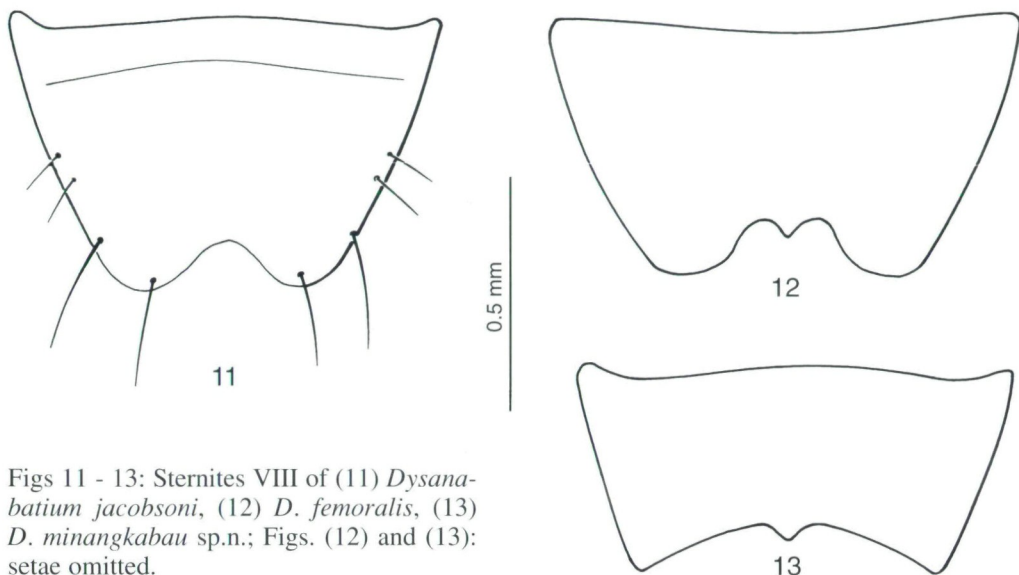 11
12
0.5 mm
13
Figs 11 - 13: Sternites VIII of (11) Dysana-
batium jacobsoni, (12) D. femoralis, (13)
D. minangkabau sp.n.; Figs. (12) and (13):
setae omitted.